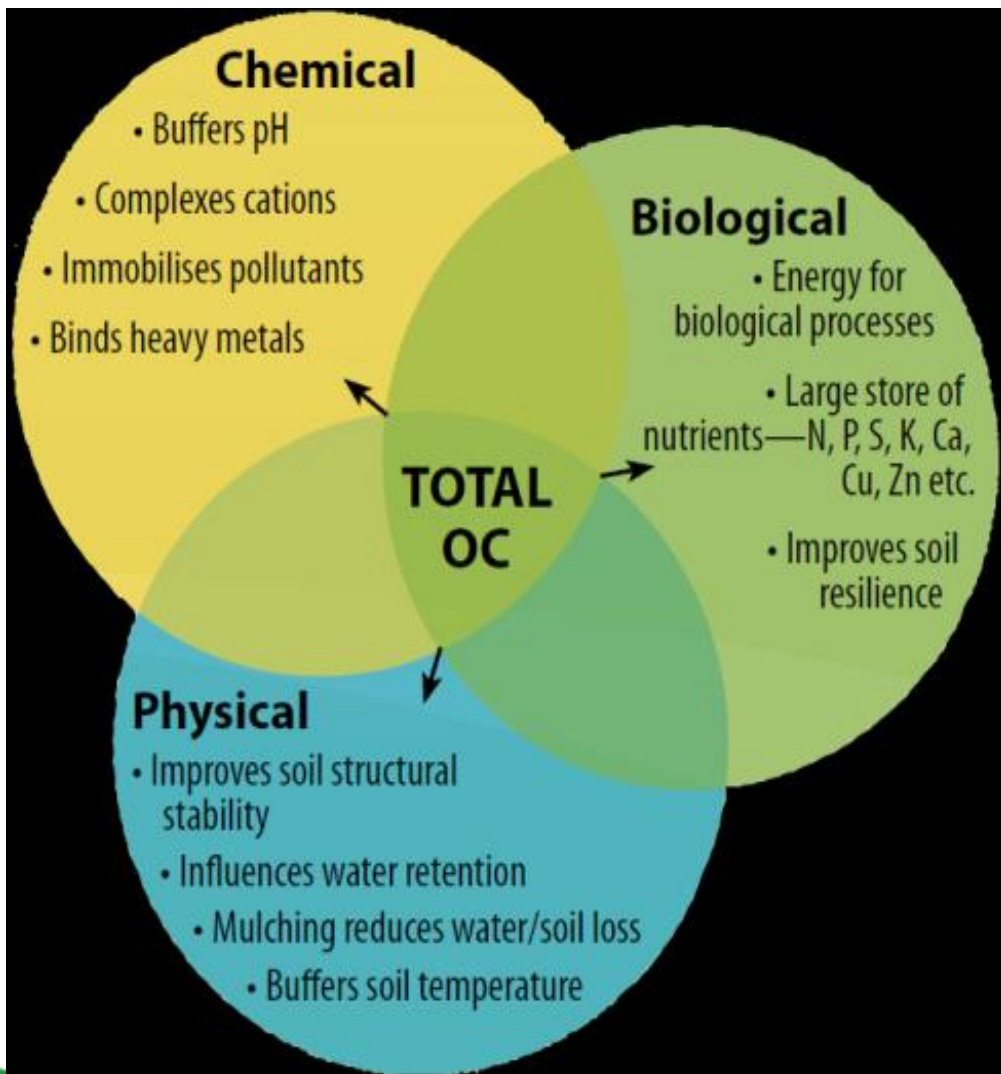 Chemical
• Buffers pH
• Complexes cations
• Immobilises pollutants
• Binds heavy metals
Biological
• Energy for
biological processes
• Large store of
nutrients—N, P, S, K, Ca,
Cu, Zn etc.
• Improves soil
resilience
TOTAL
OC
Physical
• Improves soil structural
stability
• Influences water retention
• Mulching reduces water/soil loss
• Buffers soil temperature